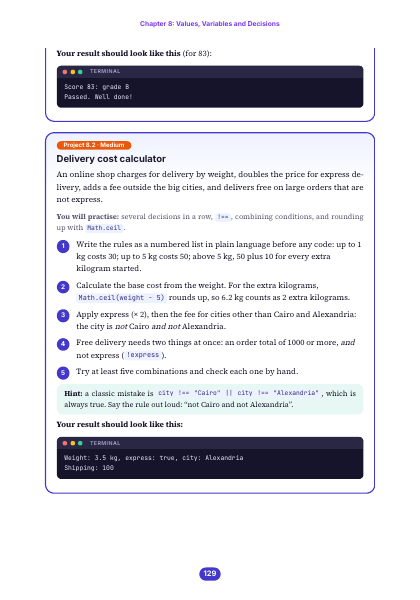 Chapter 8: Values, Variables and Decisions
Your result should look like this (for 83):
TERMINAL
Score 83: grade B
Passed. Well done!
Project 8.2 · Medium
Delivery cost calculator
An online shop charges for delivery by weight, doubles the price for express de-
livery, adds a fee outside the big cities, and delivers free on large orders that are
not express.
You will practise: several decisions in a row, !==, combining conditions, and rounding
up with Math.ceil.
1 Write the rules as a numbered list in plain language before any code: up to 1
kg costs 30; up to 5 kg costs 50; above 5 kg, 50 plus 10 for every extra
kilogram started.
2 Calculate the base cost from the weight. For the extra kilograms,
Math.ceil(weight - 5) rounds up, so 6.2 kg counts as 2 extra kilograms.
3 Apply express (× 2), then the fee for cities other than Cairo and Alexandria:
the city is not Cairo and not Alexandria.
4 Free delivery needs two things at once: an order total of 1000 or more, and
not express ( !express ).
5 Try at least five combinations and check each one by hand.
Hint: a classic mistake is city !== "Cairo" || city !== "Alexandria" , which is
always true. Say the rule out loud: “not Cairo and not Alexandria”.
Your result should look like this:
TERMINAL
Weight: 3.5 kg, express: true, city: Alexandria
Shipping: 100
129